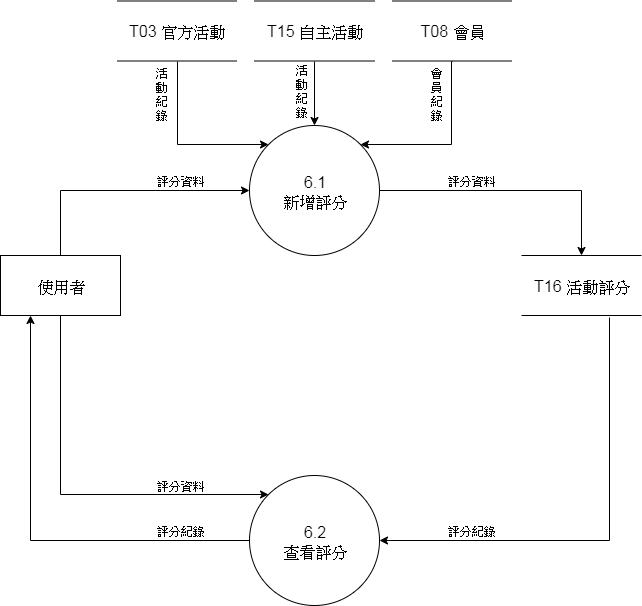 T03 官方活動
T15 自主活動
T08 會員
活動紀錄
活動紀錄
會員紀錄
6.1
新增評分
評分資料
評分資料
使用者
T16 活動評分
評分資料
評分紀錄
6.2
查看評分
評分紀錄